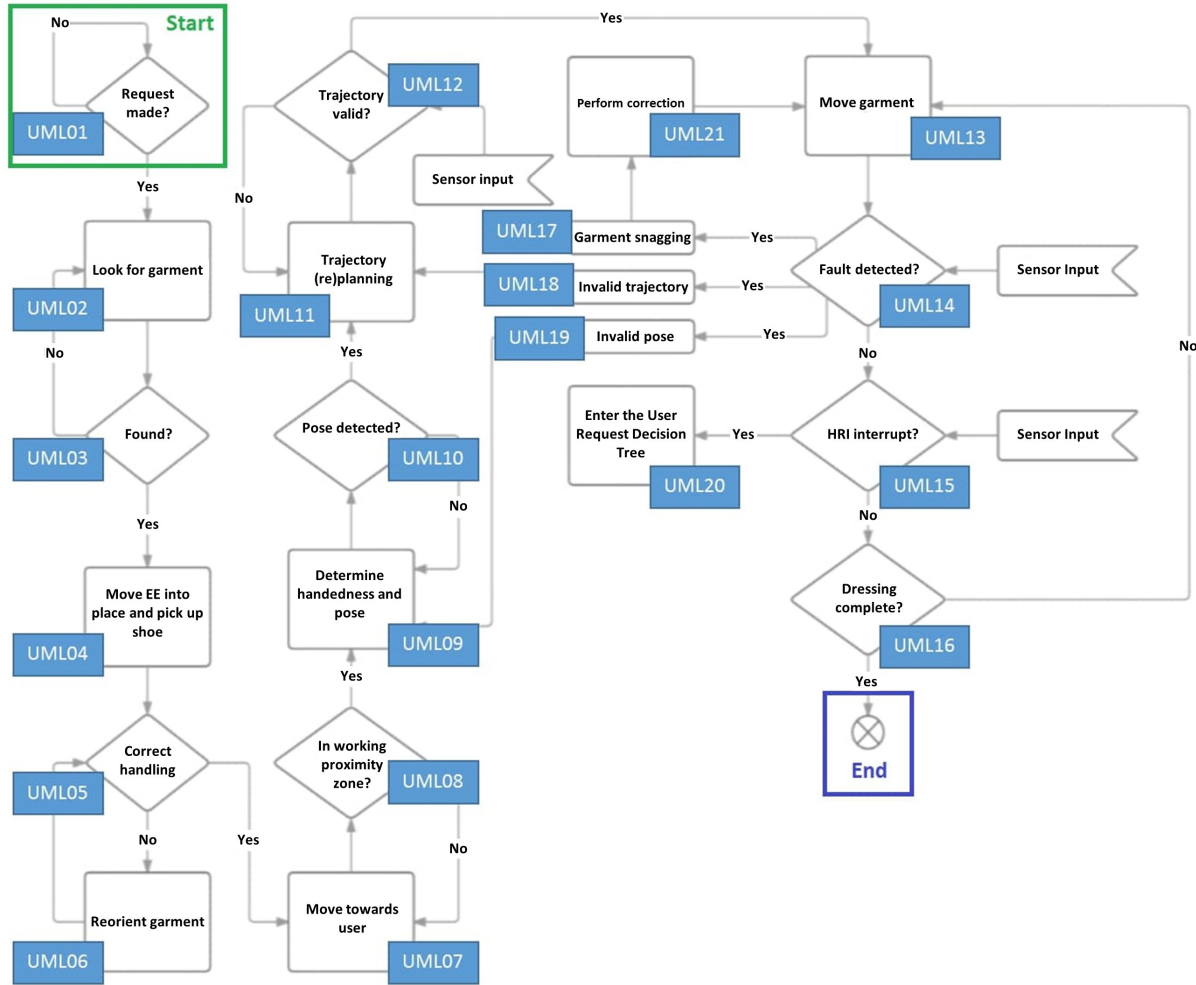 No
Start
Request
made?
UML01
Yes
Look for garment
UML02
No
Found?
UML03
Yes
Move EE into
place and pick up
shoe
UML04
Correct
handling
UML05
No
Yes
Reorient garment
UML06
Move towards
user
UML07
No
In working
proximity
zone?
UML08
Yes
Determine
handedness and
pose
UML09
No
Pose detected?
UML10
Yes
Trajectory
(re)planning
UML11
No
Trajectory
valid?
UML12
Sensor input
Yes
Perform correction
UML21
Move garment
UML13
UML17
Garment snagging
Yes
UML18
Invalid trajectory
Yes
UML19
Invalid pose
Yes
Fault detected?
UML14
Sensor Input
No
Enter the User
Request Decision
Tree
UML20
Yes
HRI interrupt?
UML15
Sensor Input
No
Dressing
complete?
UML16
No
Yes
End